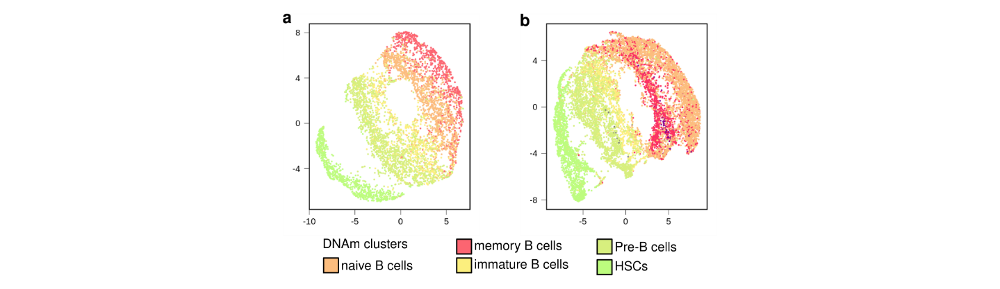 a
8
4
0
-4
-10
-5
0
5
b
4
0
-4
-8
-5
0
5
DNAm clusters
naive B cells
memory B cells
immature B cells
Pre-B cells
HSCs